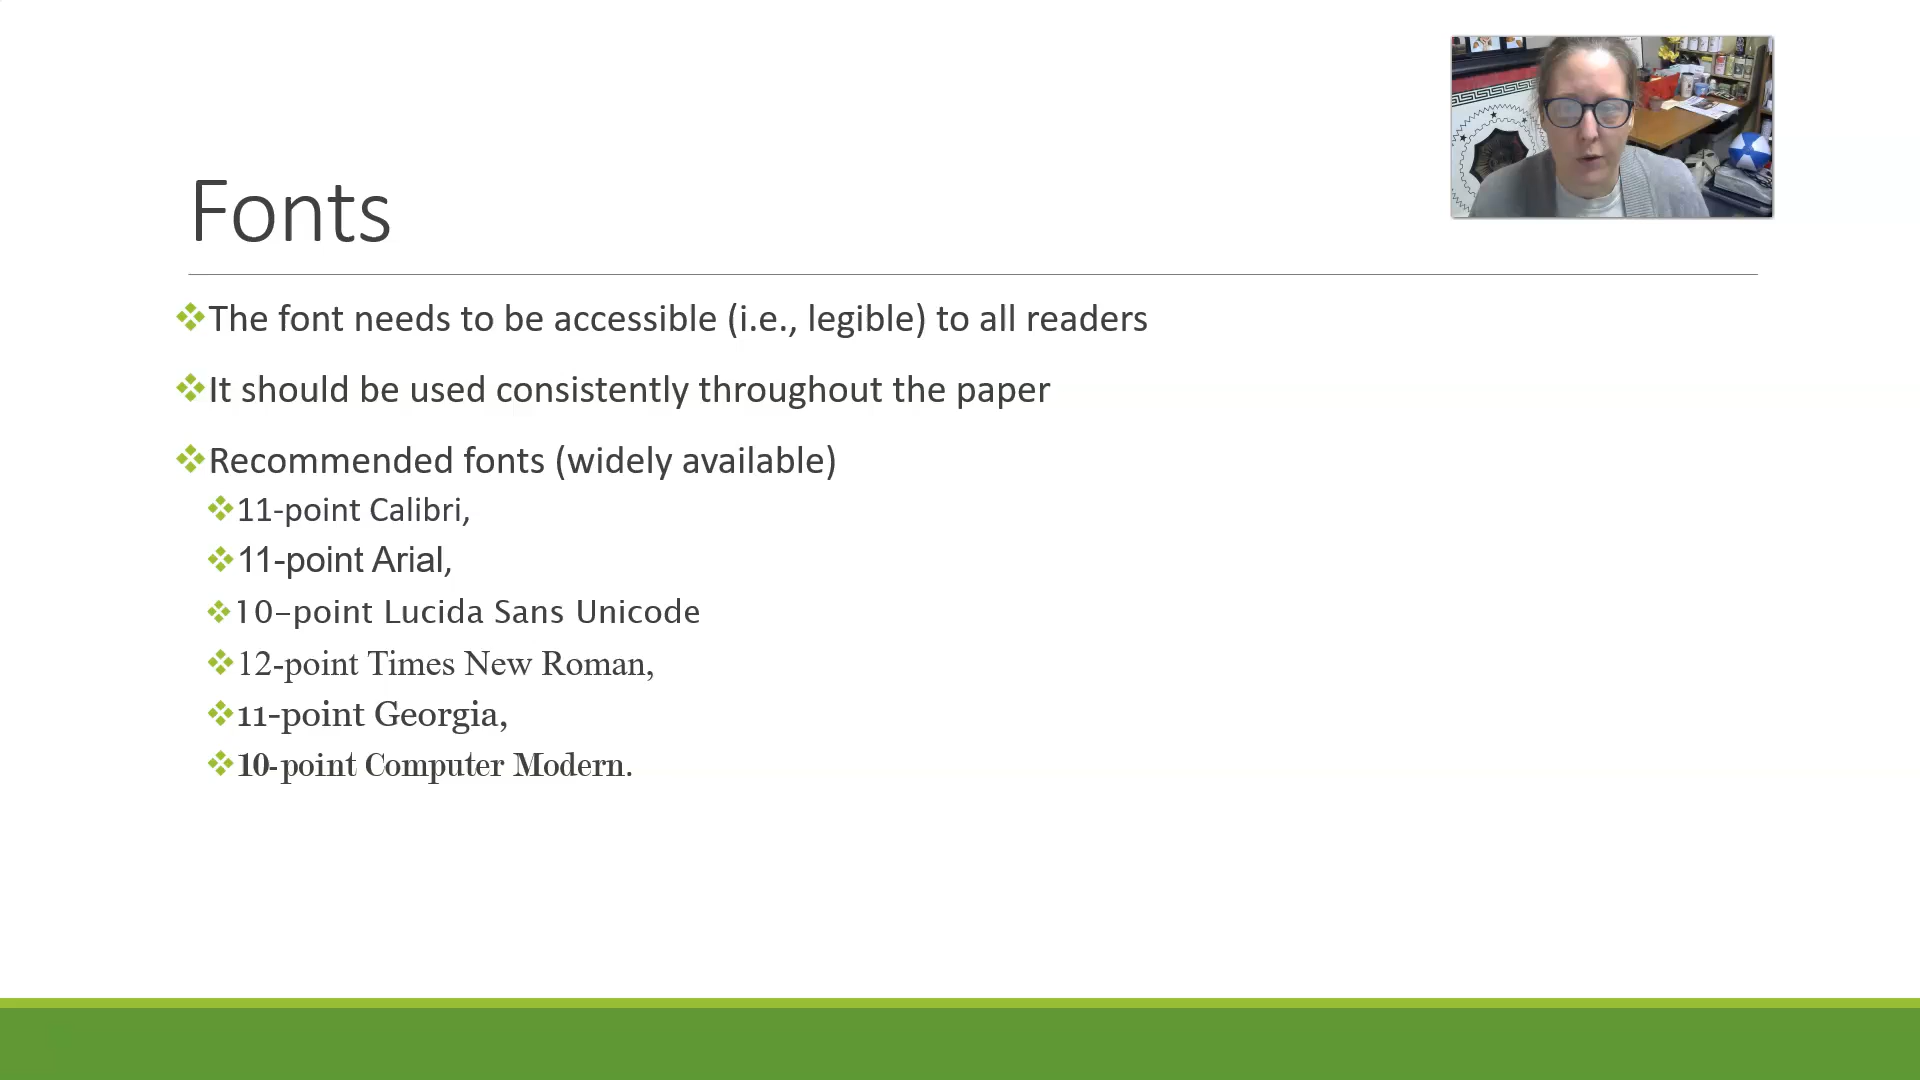 Fonts
The font needs to be accessible (i.e., legible) to all readers
It should be used consistently throughout the paper
Recommended fonts (widely available)
11-point Calibri,
11-point Arial,
10-point Lucida Sans Unicode
12-point Times New Roman,
11-point Georgia,
10-point Computer Modern.